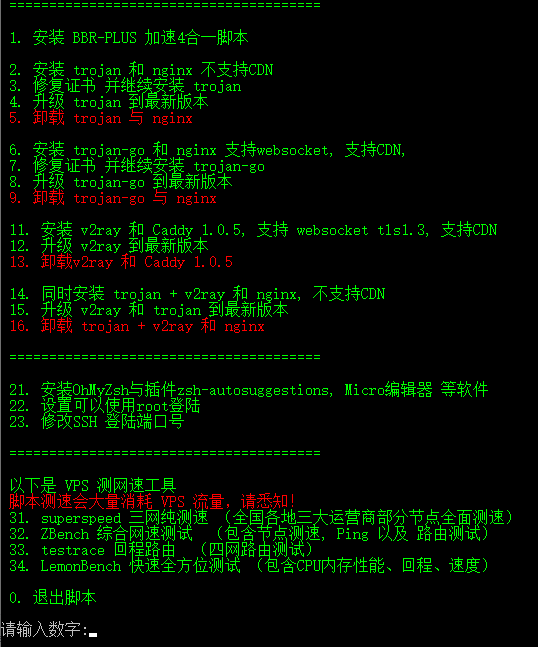 =======================================
1. 安装 BBR-PLUS 加速4合一脚本
2. 安装 trojan 和 nginx 不支持CDN
3. 修复证书 并继续安装 trojan
4. 升级 trojan 到最新版本
5. 卸载 trojan 与 nginx
6. 安装 trojan-go 和 nginx 支持websocket, 支持CDN,
7. 修复证书 并继续安装 trojan-go
8. 升级 trojan-go 到最新版本
9. 卸载 trojan-go 与 nginx
11. 安装 v2ray 和 Caddy 1.0.5, 支持 websocket tls1.3, 支持CDN
12. 升级 v2ray 到最新版本
13. 卸载v2ray 和 Caddy 1.0.5
14. 同时安装 trojan + v2ray 和 nginx, 不支持CDN
15. 升级 v2ray 和 trojan 到最新版本
16. 卸载 trojan + v2ray 和 nginx
=======================================
21. 安装OhMyZsh与插件zsh-autosuggestions, Micro编辑器 等软件
22. 设置可以使用root登陆
23. 修改SSH 登陆端口号
=======================================
以下是 VPS 测网速工具
脚本测速会大量消耗 VPS 流量，请悉知！
31. superspeed 三网纯测速 （全国各地三大运营商部分节点全面测速）
32. ZBench 综合网速测试 （包含节点测速, Ping 以及 路由测试）
33. testrace 回程路由 （四网路由测试）
34. LemonBench 快速全方位测试 （包含CPU内存性能、回程、速度）
0. 退出脚本
请输入数字: